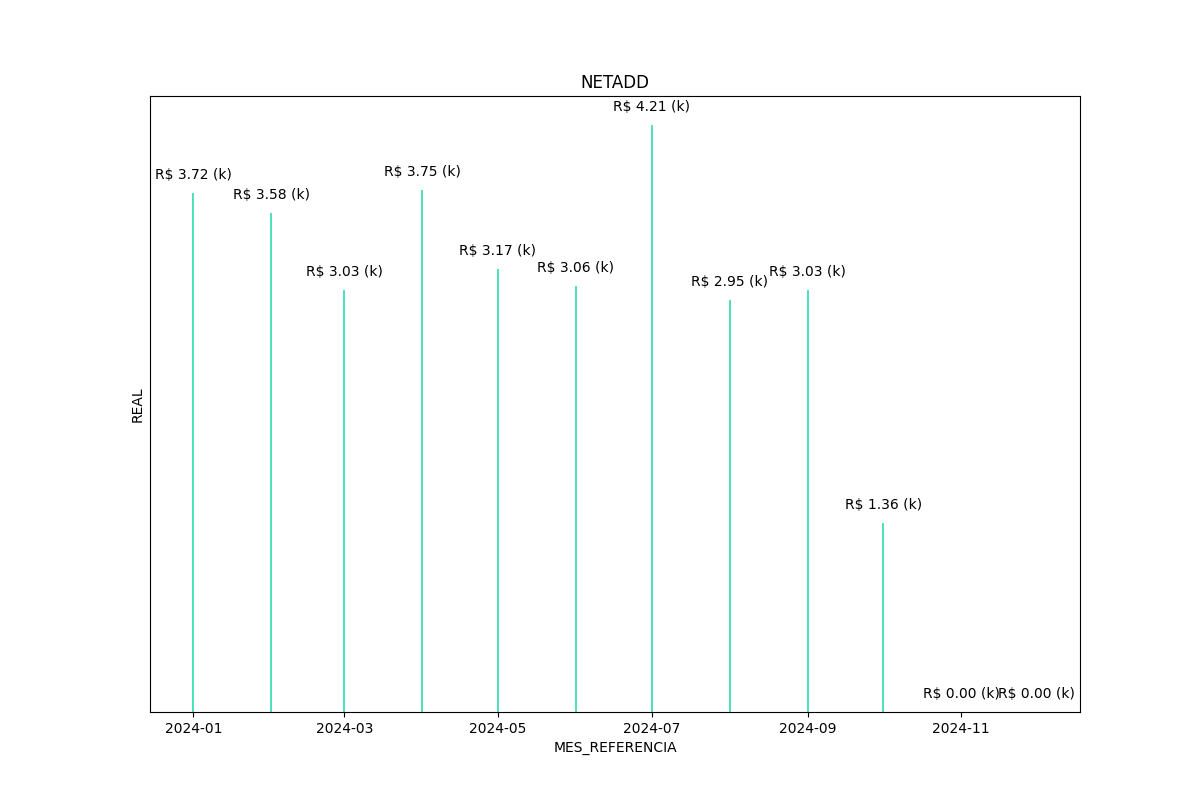 NETADD
R$ 4.21 (k)
R$ 3.72 (k)
R$ 3.75 (k)
R$ 3.58 (k)
R$ 3.17 (k)
R$ 3.03 (k)
R$ 3.06 (k)
R$ 2.95 (k)
R$ 3.03 (k)
REAL
R$ 1.36 (k)
R$ 0.00 (k)
R$ 0.00 (k)
2024-01
2024-03
2024-05
2024-07
2024-09
2024-11
MES_REFERENCIA